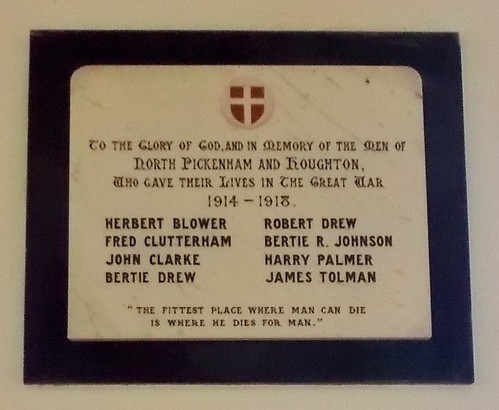 To the Glory of God, and in Memory of the Men of
North Pickenham and Houghton,
Who gave their Lives in the Great War
1914 – 1918.
HERBERT BLOWER ROBERT DREW
FRED CLUTTERHAM BERTIE R. JOHNSON
JOHN CLARKE HARRY PALMER
BERTIE DREW JAMES TOLMAN
"THE FITTEST PLACE WHERE MAN CAN DIE
IS WHERE HE DIES FOR MAN."